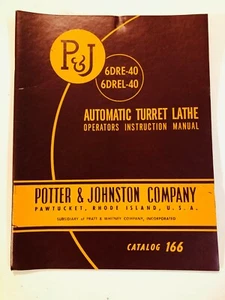 P&J
6DRE-40
6DREL-40
AUTOMATIC TURRET LATHE
OPERATORS INSTRUCTION MANUAL
POTTER & JOHNSTON COMPANY
PAWTUCKET, RHODE ISLAND, U.S.A.
SUBSIDIARY OF PRATT & WHITNEY COMPANY, INCORPORATED
CATALOG 166